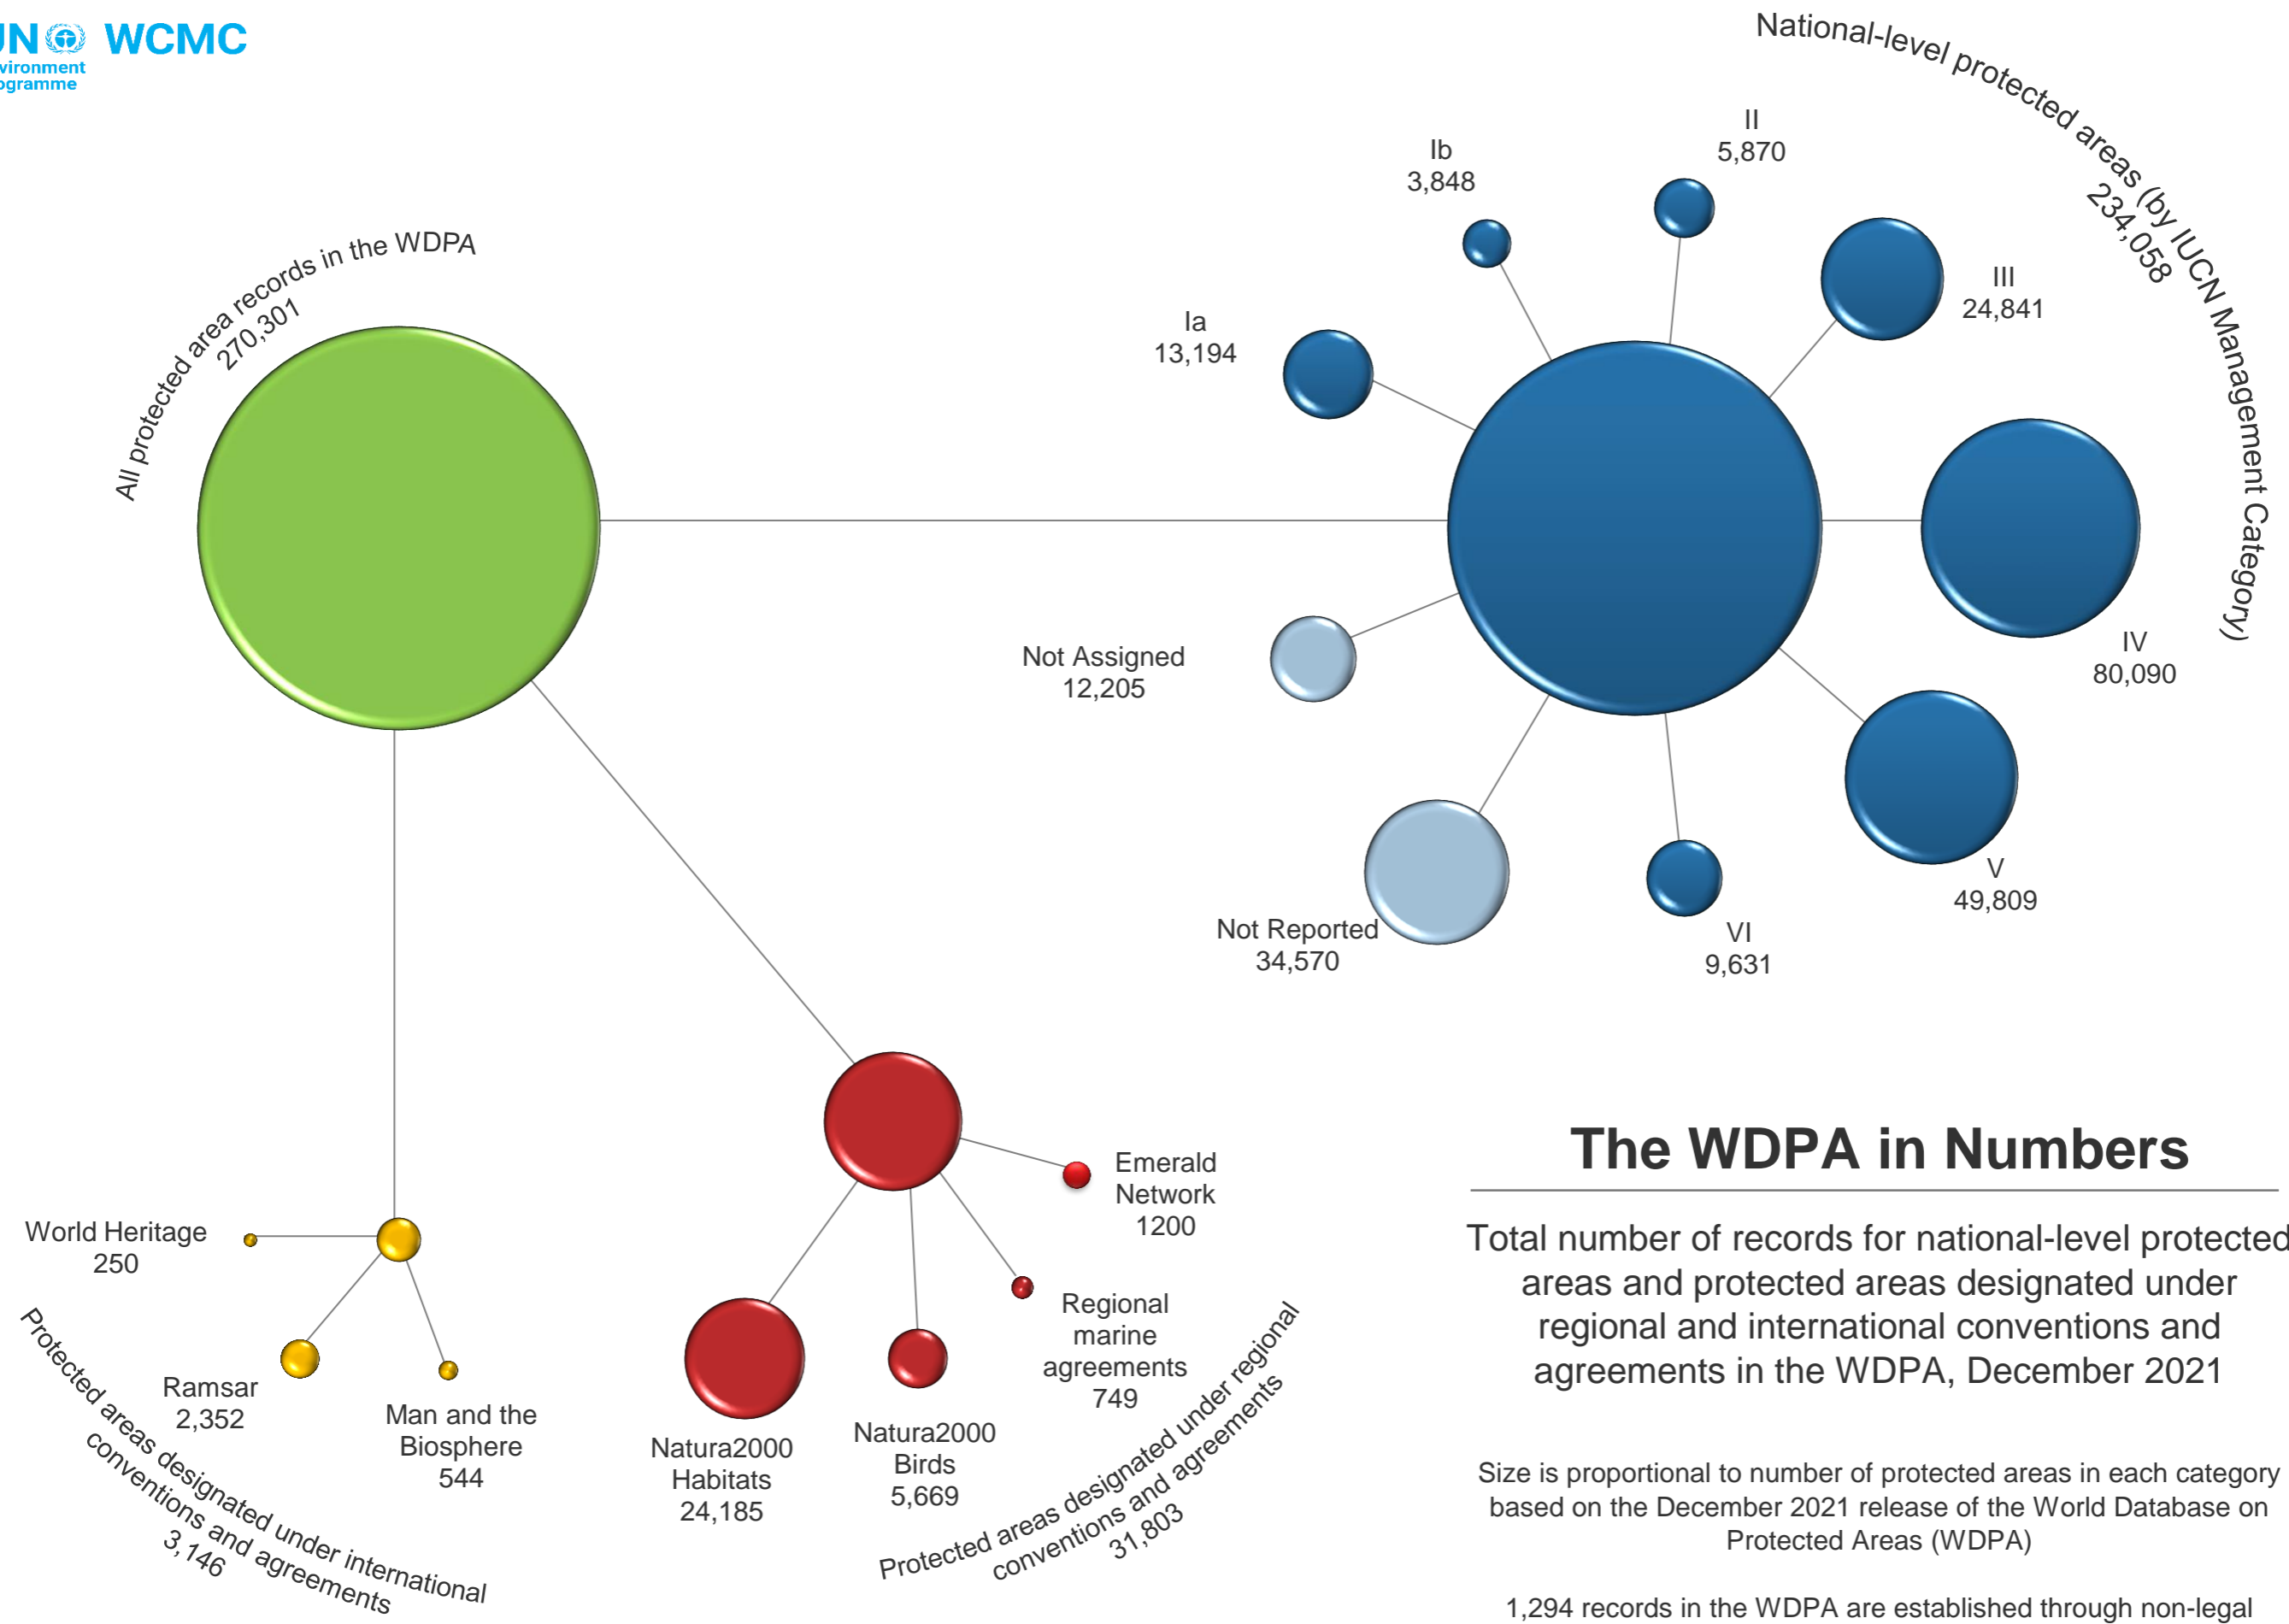 UN WCMC
vironment
ogramme
National-level protected areas (by IUCN Management Category)
234,058
Ib
3,848
II
5,870
III
24,841
Ia
13,194
IV
80,090
Not Assigned
12,205
V
49,809
Not Reported
34,570
VI
9,631
All protected area records in the WDPA
270,301
World Heritage
250
Ramsar
2,352
Man and the
Biosphere
544
Protected areas designated under international
conventions and agreements
3,146
Emerald
Network
1200
Regional
marine
agreements
749
Natura2000
Birds
5,669
Natura2000
Habitats
24,185
Protected areas designated under regional
conventions and agreements
31,803
The WDPA in Numbers
Total number of records for national-level protected
areas and protected areas designated under
regional and international conventions and
agreements in the WDPA, December 2021
Size is proportional to number of protected areas in each category
based on the December 2021 release of the World Database on
Protected Areas (WDPA)
1,294 records in the WDPA are established through non-legal